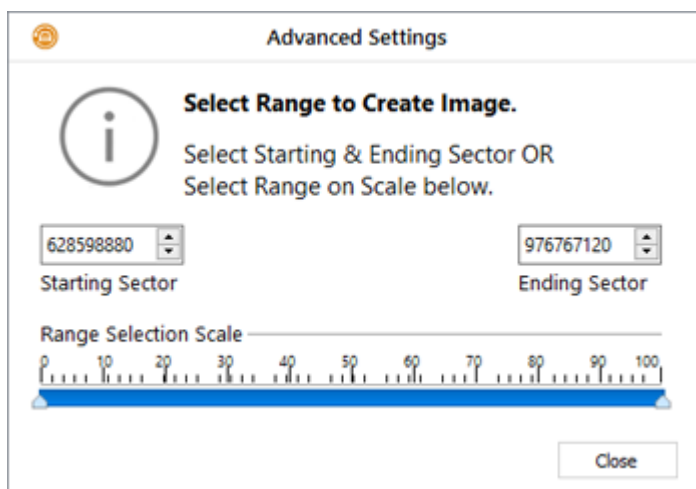 Advanced Settings
Select Range to Create Image.
Select Starting & Ending Sector OR
Select Range on Scale below.
628598880 976767120
Starting Sector Ending Sector
Range Selection Scale
0 10 20 30 40 50 60 70 80 90 100
Close